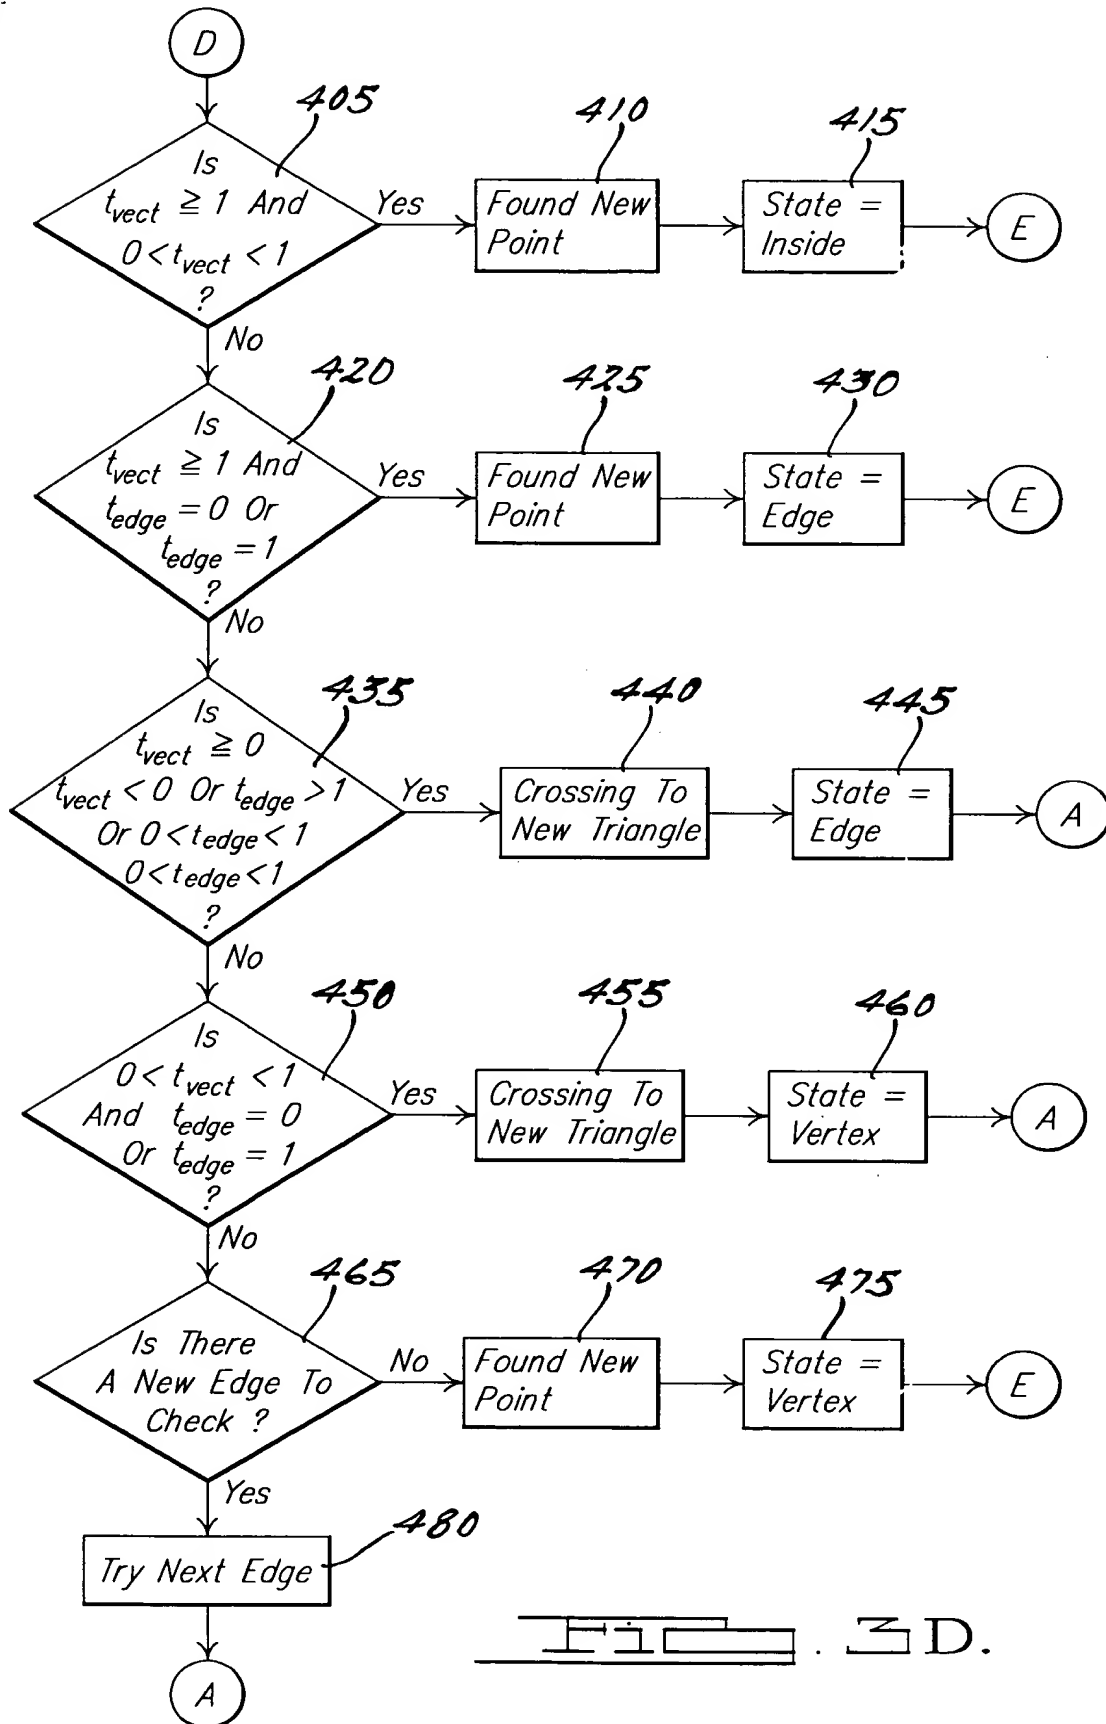 D
405
410
415
Is
t_vect ≧ 1 And
0 < t_vect < 1
?
Yes
Found New
Point
State =
Inside
E
No
420
425
430
Is
t_vect ≧ 1 And
t_edge = 0 Or
t_edge = 1
?
Yes
Found New
Point
State =
Edge
E
No
435
440
445
Is
t_vect ≧ 0
t_vect < 0 Or t_edge > 1
Or 0 < t_edge < 1
0 < t_edge < 1
?
Yes
Crossing To
New Triangle
State =
Edge
A
No
450
455
460
Is
0 < t_vect < 1
And t_edge = 0
Or t_edge = 1
?
Yes
Crossing To
New Triangle
State =
Vertex
A
No
465
470
475
Is There
A New Edge To
Check ?
No
Found New
Point
State =
Vertex
E
Yes
480
Try Next Edge
A
FIG. 3D.